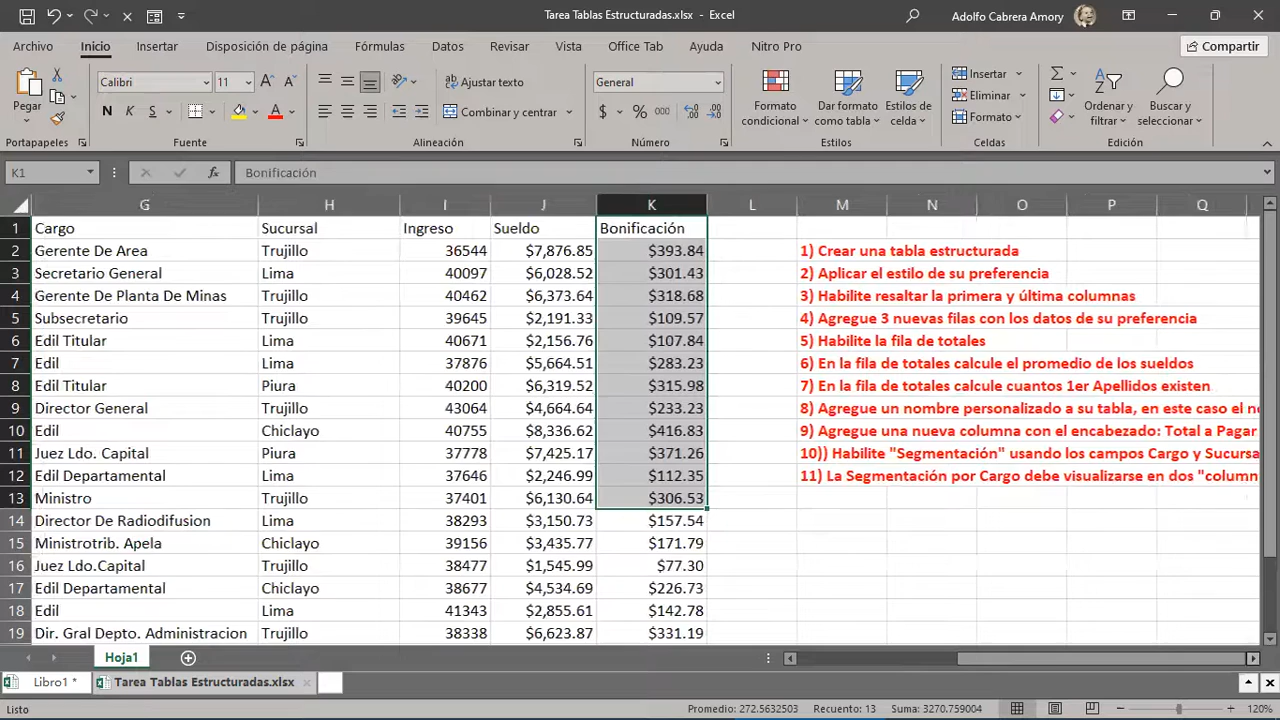 Tarea Tablas Estructuradas.xlsx - Excel
Adolfo Cabrera Amory
Archivo Inicio Insertar Disposición de página Fórmulas Datos Revisar Vista Office Tab Ayuda Nitro Pro Compartir
Pegar
Calibri 11
N K S
Ajustar texto
Combinar y centrar
General
$ % 000
Formato condicional
Dar formato como tabla
Estilos de celda
Insertar
Eliminar
Formato
Ordenar y filtrar
Buscar y seleccionar
Portapapeles Fuente Alineación Número Estilos Celdas Edición
K1 fx Bonificación
G H I J K L M N O P Q
1 Cargo Sucursal Ingreso Sueldo Bonificación
2 Gerente De Area Trujillo 36544 $7,876.85 $393.84 1) Crear una tabla estructurada
3 Secretario General Lima 40097 $6,028.52 $301.43 2) Aplicar el estilo de su preferencia
4 Gerente De Planta De Minas Trujillo 40462 $6,373.64 $318.68 3) Habilite resaltar la primera y última columnas
5 Subsecretario Trujillo 39645 $2,191.33 $109.57 4) Agregue 3 nuevas filas con los datos de su preferencia
6 Edil Titular Lima 40671 $2,156.76 $107.84 5) Habilite la fila de totales
7 Edil Lima 37876 $5,664.51 $283.23 6) En la fila de totales calcule el promedio de los sueldos
8 Edil Titular Piura 40200 $6,319.52 $315.98 7) En la fila de totales calcule cuantos 1er Apellidos existen
9 Director General Trujillo 43064 $4,664.64 $233.23 8) Agregue un nombre personalizado a su tabla, en este caso el n
10 Edil Chiclayo 40755 $8,336.62 $416.83 9) Agregue una nueva columna con el encabezado: Total a Pagar
11 Juez Ldo. Capital Piura 37778 $7,425.17 $371.26 10)) Habilite "Segmentación" usando los campos Cargo y Sucursa
12 Edil Departamental Lima 37646 $2,246.99 $112.35 11) La Segmentación por Cargo debe visualizarse en dos "column
13 Ministro Trujillo 37401 $6,130.64 $306.53
14 Director De Radiodifusion Lima 38293 $3,150.73 $157.54
15 Ministrotrib. Apela Chiclayo 39156 $3,435.77 $171.79
16 Juez Ldo.Capital Trujillo 38477 $1,545.99 $77.30
17 Edil Departamental Chiclayo 38677 $4,534.69 $226.73
18 Edil Lima 41343 $2,855.61 $142.78
19 Dir. Gral Depto. Administracion Trujillo 38338 $6,623.87 $331.19
Hoja1
Libro1 * Tarea Tablas Estructuradas.xlsx
Listo Promedio: 272.5632503 Recuento: 13 Suma: 3270.759004 120%